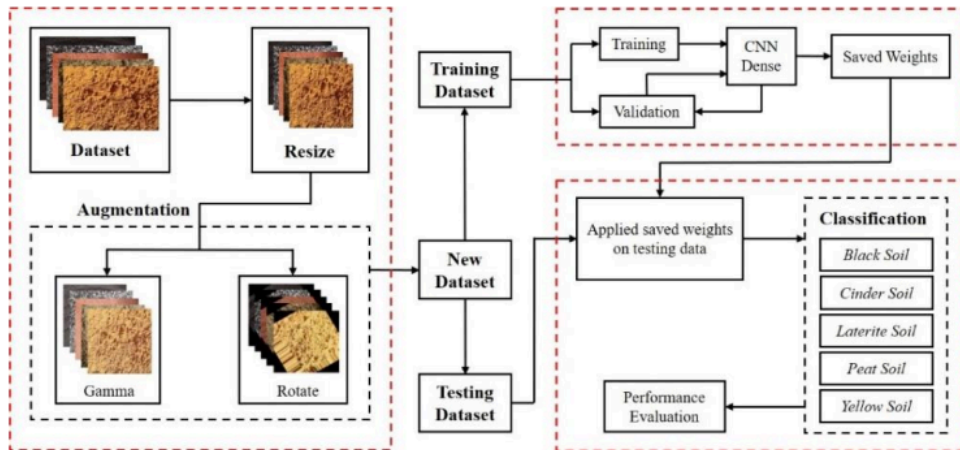 Dataset
Resize
Augmentation
Gamma
Rotate
Training
Dataset
New
Dataset
Testing
Dataset
Training
Validation
CNN
Dense
Saved Weights
Applied saved weights
on testing data
Classification
Black Soil
Cinder Soil
Laterite Soil
Peat Soil
Yellow Soil
Performance
Evaluation